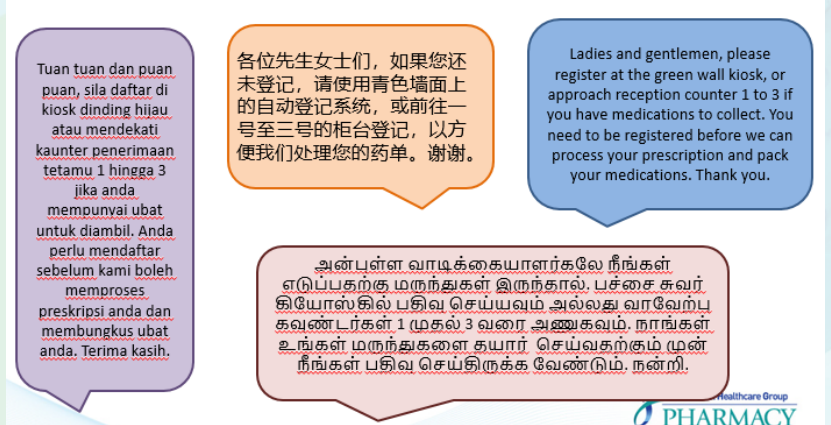 Tuan tuan dan puan
puan, sila daftar di
kiosk dinding hijau
atau mendekati
kaunter penerimaan
tetamu 1 hingga 3
jika anda
mempunyai ubat
untuk diambil. Anda
perlu mendaftar
sebelum kami boleh
memproses
preskripsi anda dan
membungkus ubat
anda. Terima kasih.
各位先生女士们，如果您还
未登记，请使用青色墙面上
的自动登记系统，或前往一
号至三号的柜台登记，以方
便我们处理您的药单。谢谢。
Ladies and gentlemen, please
register at the green wall kiosk, or
approach reception counter 1 to 3 if
you have medications to collect. You
need to be registered before we can
process your prescription and pack
your medications. Thank you.
அன்புள்ள வாடிக்கையாளர்களே நீங்கள்
எடுப்பதற்கு மருந்துகள் இருந்தால், பச்சை சுவர்
கியோஸ்கில் பதிவு செய்யவும் அல்லது வரவேற்பு
கவுண்டர்கள் 1 முதல் 3 வரை அணுகவும். நாங்கள்
உங்கள் மருந்துகளை தயார் செய்வதற்கும் முன்
நீங்கள் பதிவு செய்திருக்க வேண்டும். நன்றி.
Healthcare Group
PHARMACY